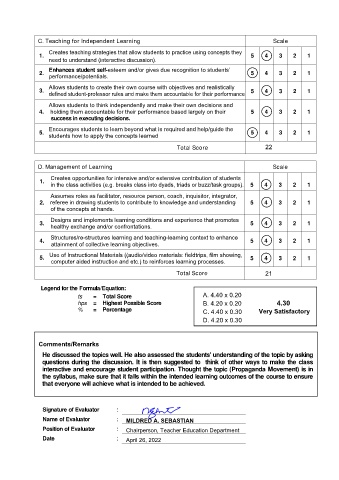 C. Teaching for Independent Learning Scale
1. Creates teaching strategies that allow students to practice using concepts they need to understand (interactive discussion). 5 4 3 2 1
2. Enhances student self-esteem and/or gives due recognition to students' performance/potentials. 5 4 3 2 1
3. Allows students to create their own course with objectives and realistically defined student-professor rules and make them accountable for their performance. 5 4 3 2 1
4. Allows students to think independently and make their own decisions and holding them accountable for their performance based largely on their success in executing decisions. 5 4 3 2 1
5. Encourages students to learn beyond what is required and help/guide the students how to apply the concepts learned 5 4 3 2 1
Total Score 22
D. Management of Learning Scale
1. Creates opportunities for intensive and/or extensive contribution of students in the class activities (e.g. breaks class into dyads, triads or buzz/task groups). 5 4 3 2 1
2. Assumes roles as facilitator, resource person, coach, inquisitor, integrator, referee in drawing students to contribute to knowledge and understanding of the concepts at hands. 5 4 3 2 1
3. Designs and implements learning conditions and experience that promotes healthy exchange and/or confrontations. 5 4 3 2 1
4. Structures/re-structures learning and teaching-learning context to enhance attainment of collective learning objectives. 5 4 3 2 1
5. Use of Instructional Materials (audio/video materials: fieldtrips, film showing, computer aided instruction and etc.) to reinforces learning processes. 5 4 3 2 1
Total Score 21
Legend for the Formula/Equation:
ts = Total Score
hps = Highest Possible Score
% = Percentage
A. 4.40 x 0.20
B. 4.20 x 0.20
C. 4.40 x 0.30
D. 4.20 x 0.30
4.30
Very Satisfactory
Comments/Remarks
He discussed the topics well. He also assessed the students' understanding of the topic by asking
questions during the discussion. It is then suggested to think of other ways to make the class
interactive and encourage student participation. Thought the topic (Propaganda Movement) is in
the syllabus, make sure that it falls within the intended learning outcomes of the course to ensure
that everyone will achieve what is intended to be achieved.
Signature of Evaluator :
Name of Evaluator : MILDRED A. SEBASTIAN
Position of Evaluator : Chairperson, Teacher Education Department
Date : April 26, 2022